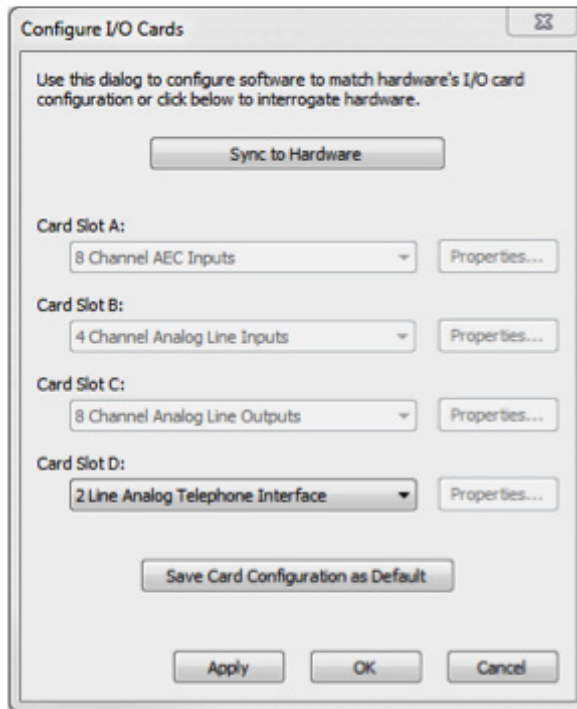 Configure I/O Cards
Use this dialog to configure software to match hardware's I/O card
configuration or click below to interrogate hardware.
Sync to Hardware
Card Slot A:
8 Channel AEC Inputs
Properties...
Card Slot B:
4 Channel Analog Line Inputs
Properties...
Card Slot C:
8 Channel Analog Line Outputs
Properties...
Card Slot D:
2 Line Analog Telephone Interface
Properties...
Save Card Configuration as Default
Apply
OK
Cancel